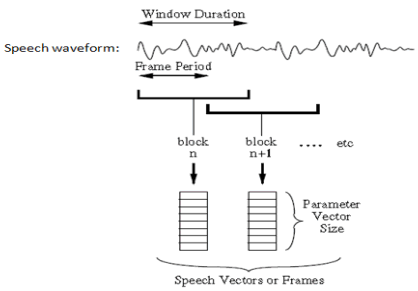 Window Duration
Speech waveform:
Frame Period
block
n
block
n+1
.... etc
Parameter
Vector
Size
Speech Vectors or Frames